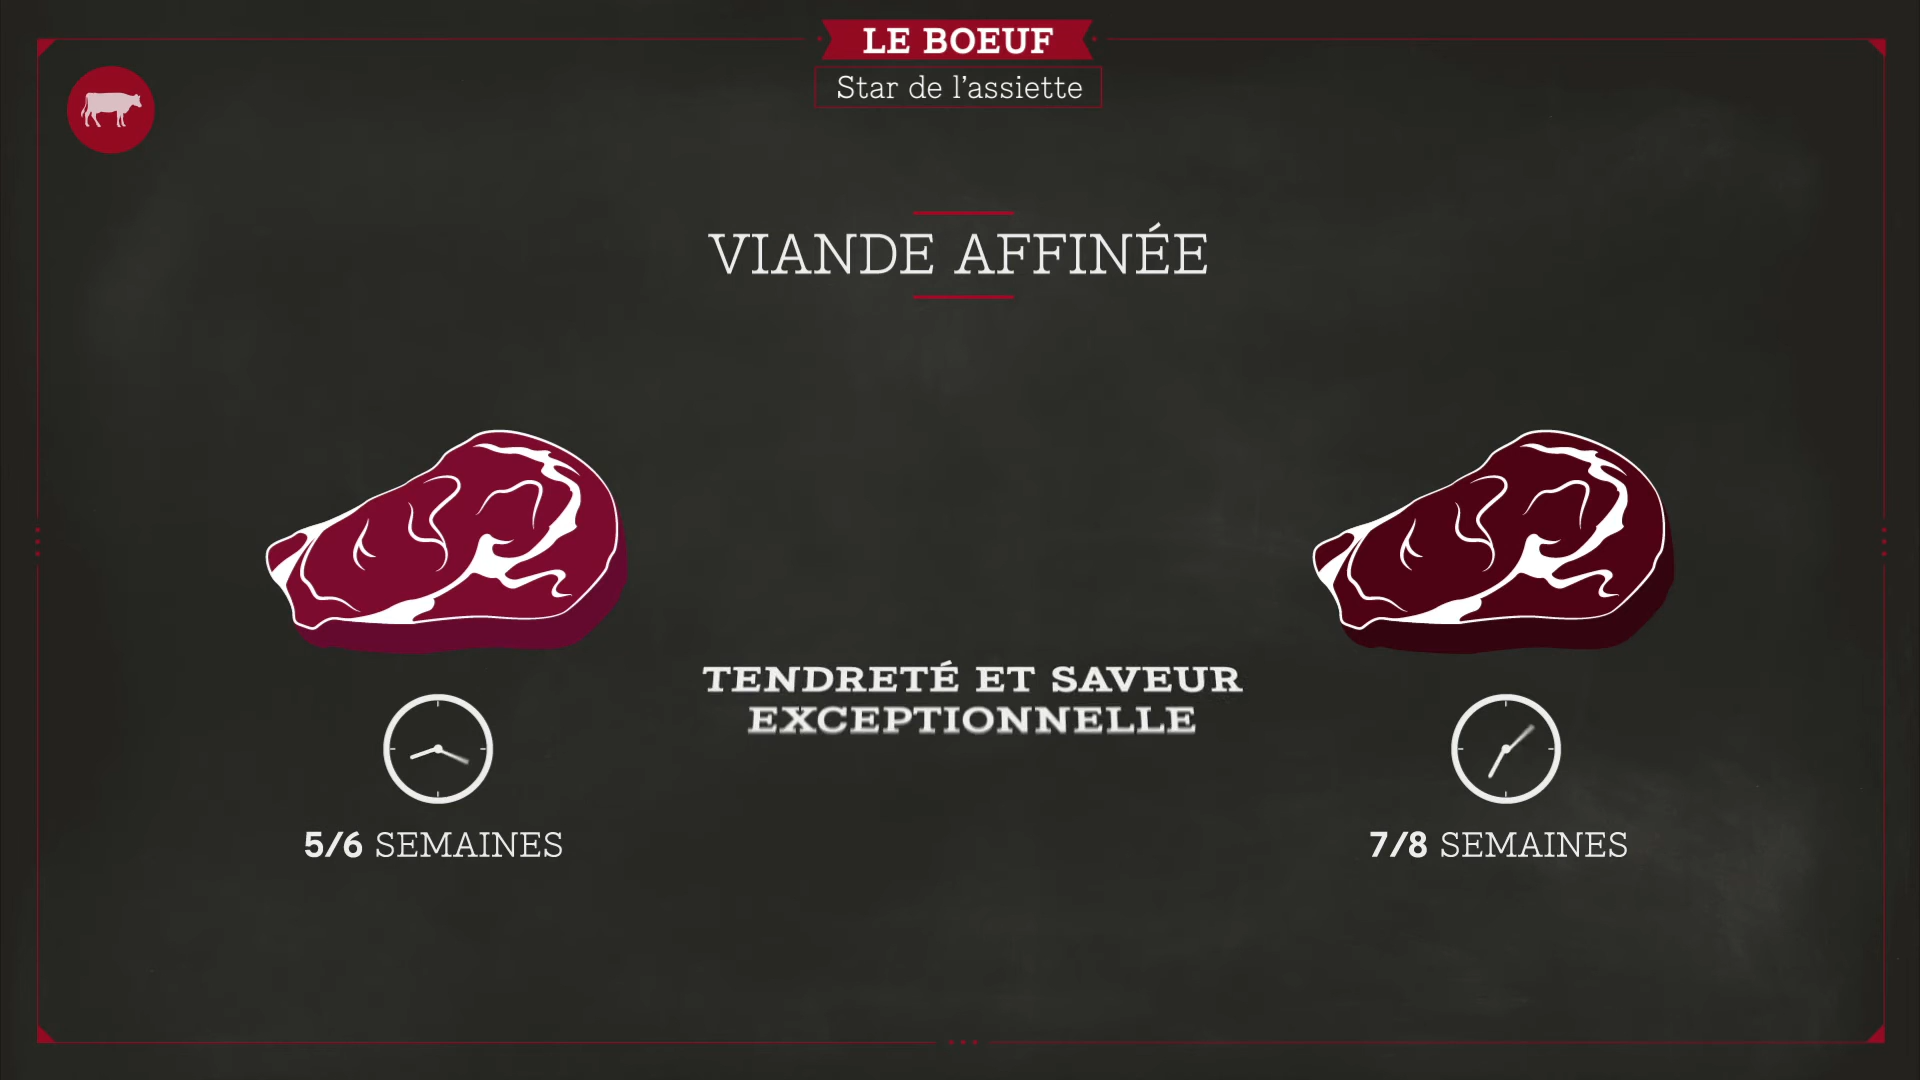 LE BOEUF
Star de l'assiette
VIANDE AFFINÉE
TENDRETÉ ET SAVEUR
EXCEPTIONNELLE
5/6 SEMAINES
7/8 SEMAINES